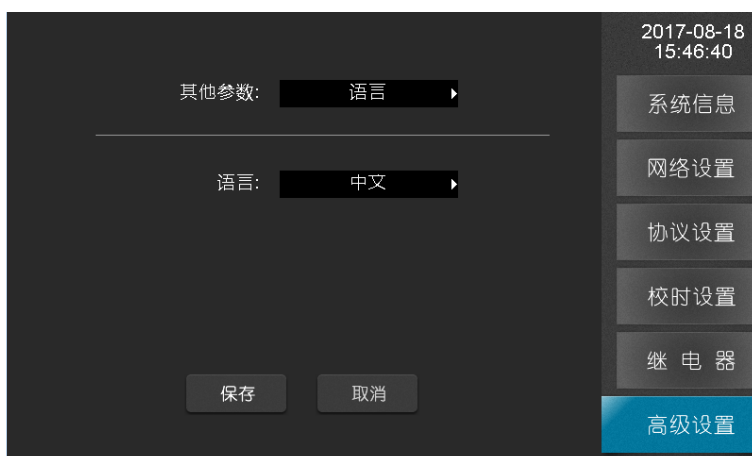 2017-08-18
15:46:40
其他参数: 语言
系统信息
网络设置
语言: 中文
协议设置
校时设置
继 电 器
保存 取消
高级设置